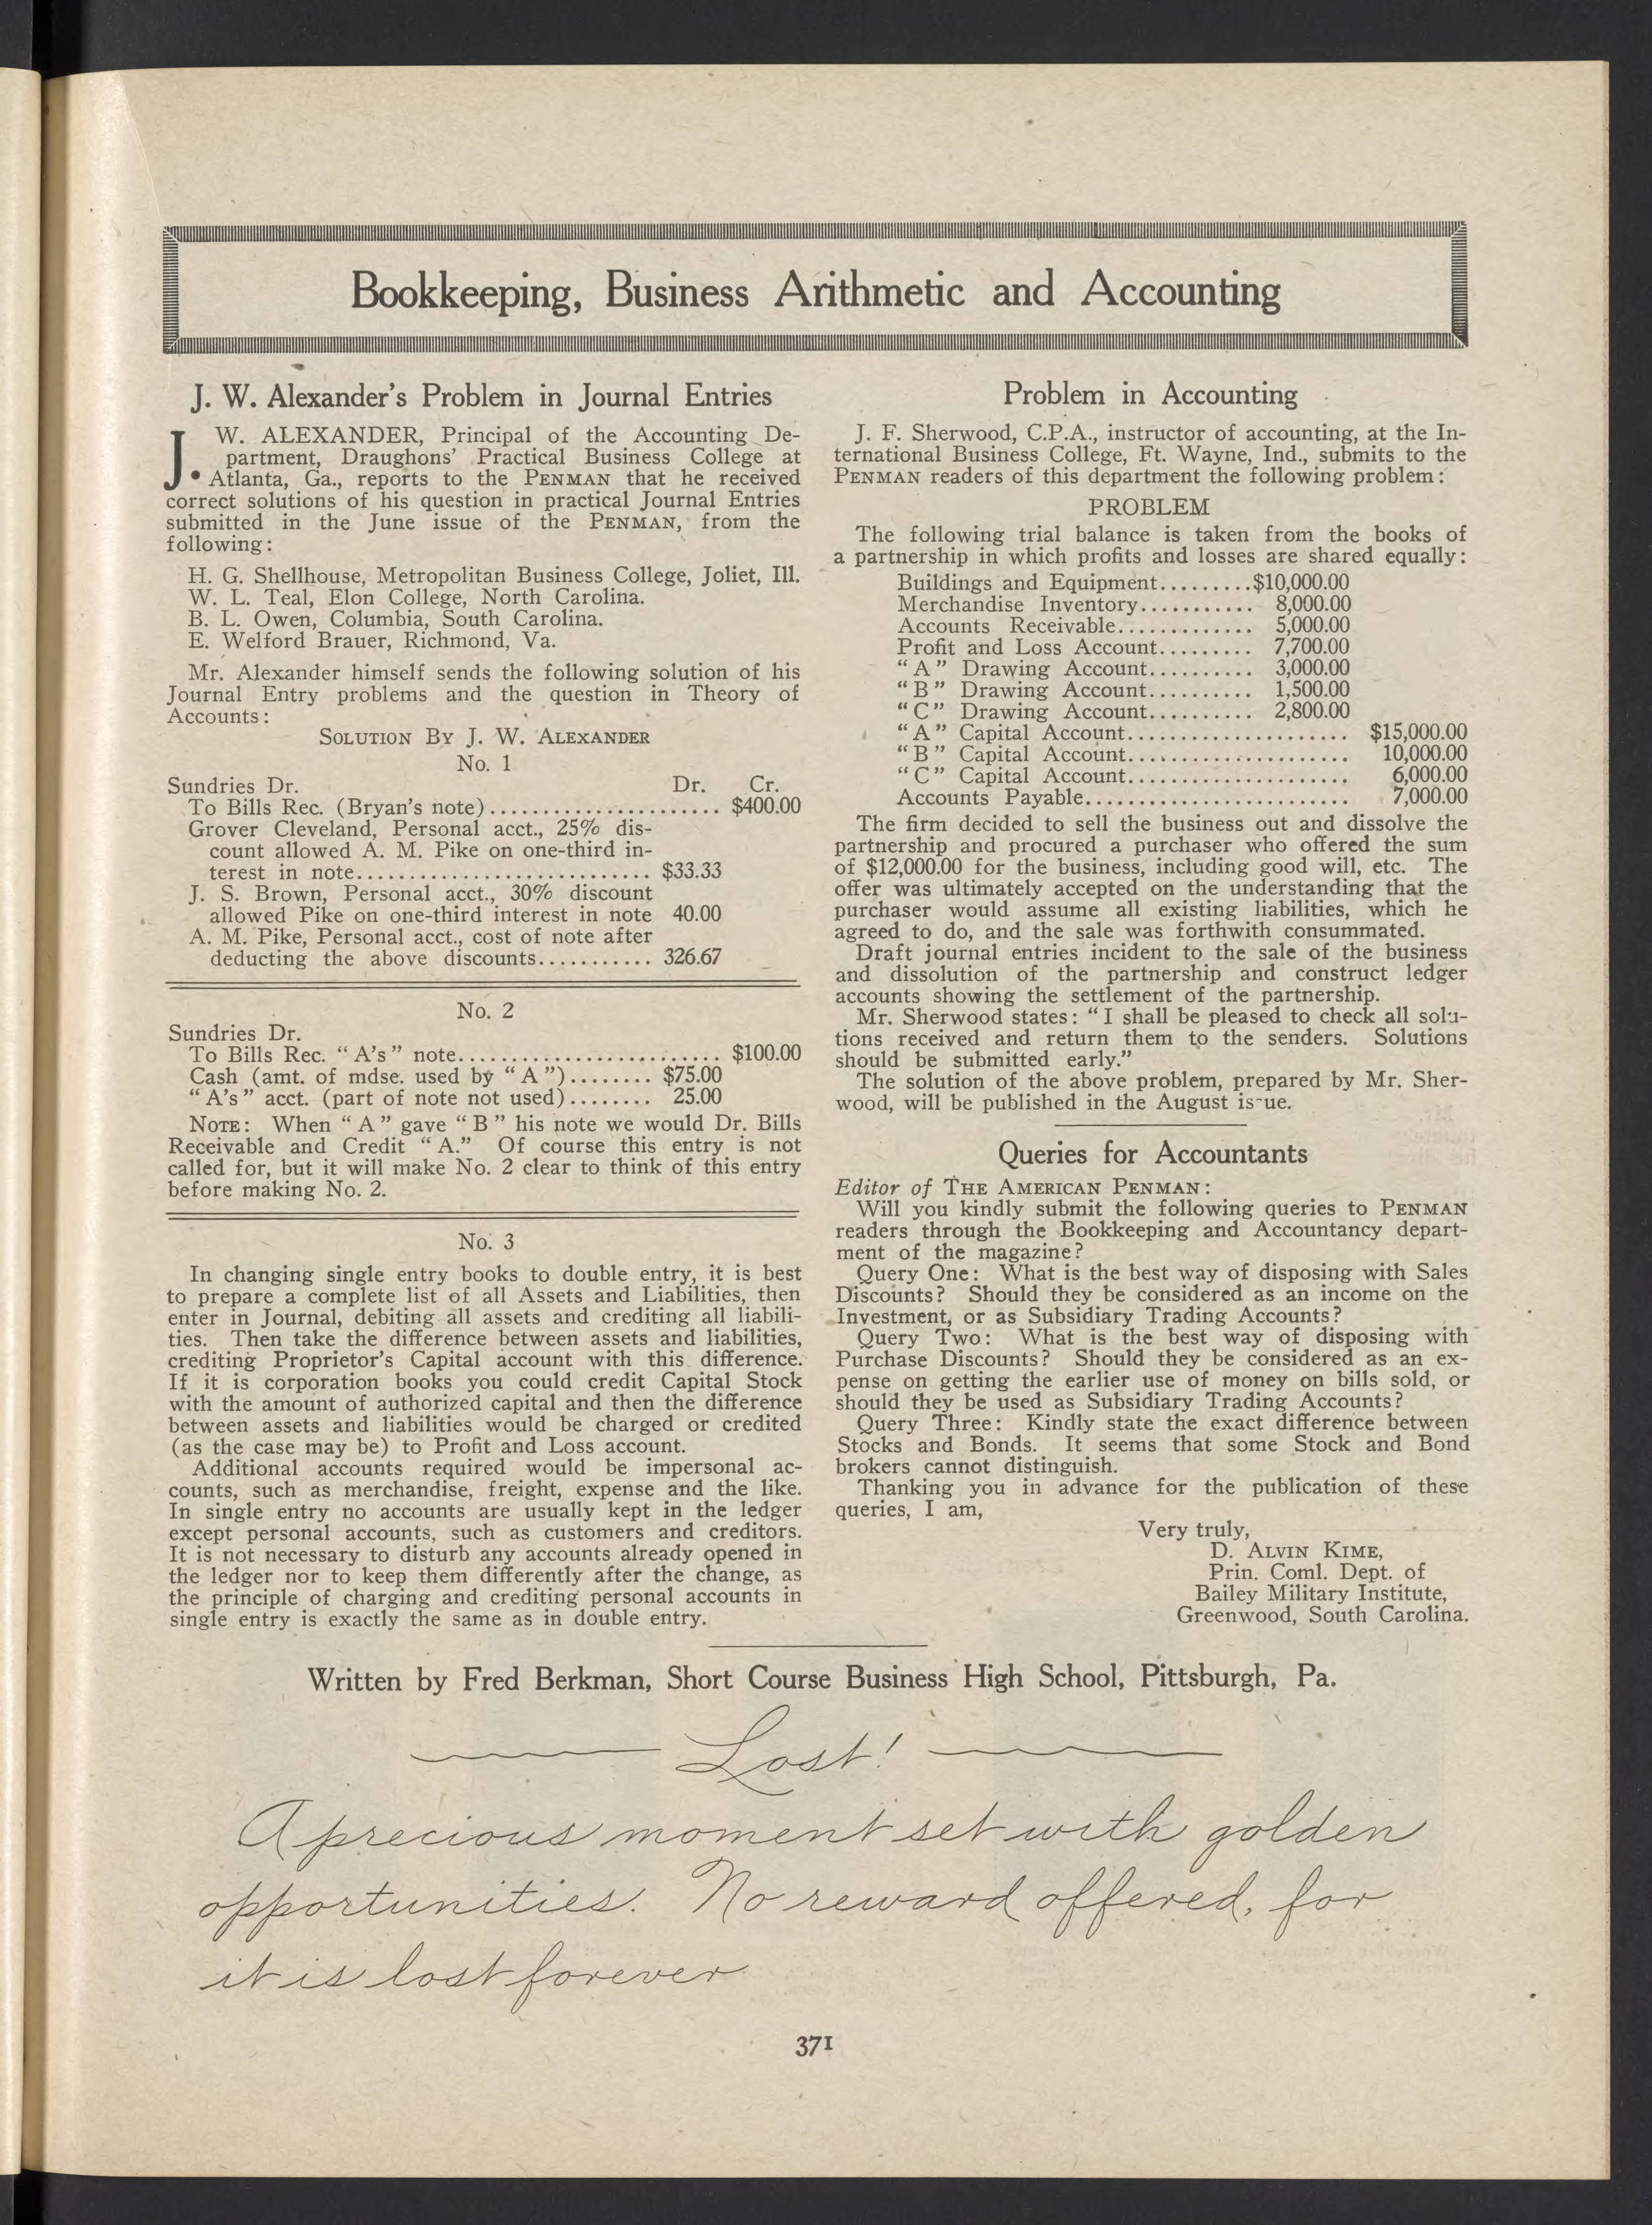 Bookkeeping, Business Arithmetic and Accounting
J. W. Alexander's Problem in Journal Entries
J. W. ALEXANDER, Principal of the Accounting De-
partment, Draughons' Practical Business College at
Atlanta, Ga., reports to the PENMAN that he received
correct solutions of his question in practical Journal Entries
submitted in the June issue of the PENMAN, from the
following:
H. G. Shellhouse, Metropolitan Business College, Joliet, Ill.
W. L. Teal, Elon College, North Carolina.
B. L. Owen, Columbia, South Carolina.
E. Welford Brauer, Richmond, Va.
Mr. Alexander himself sends the following solution of his
Journal Entry problems and the question in Theory of
Accounts:
SOLUTION BY J. W. ALEXANDER
No. 1
Sundries Dr. Dr. Cr.
To Bills Rec. (Bryan's note)...................... $400.00
Grover Cleveland, Personal acct., 25% dis-
count allowed A. M. Pike on one-third in-
terest in note............................ $33.33
J. S. Brown, Personal acct., 30% discount
allowed Pike on one-third interest in note 40.00
A. M. Pike, Personal acct., cost of note after
deducting the above discounts........... 326.67
No. 2
Sundries Dr.
To Bills Rec. "A's" note......................... $100.00
Cash (amt. of mdse. used by "A")........ $75.00
"A's" acct. (part of note not used)........ 25.00
NOTE: When "A" gave "B" his note we would Dr. Bills
Receivable and Credit "A." Of course this entry is not
called for, but it will make No. 2 clear to think of this entry
before making No. 2.
No. 3
In changing single entry books to double entry, it is best
to prepare a complete list of all Assets and Liabilities, then
enter in Journal, debiting all assets and crediting all liabili-
ties. Then take the difference between assets and liabilities,
crediting Proprietor's Capital account with this difference.
If it is corporation books you could credit Capital Stock
with the amount of authorized capital and then the difference
between assets and liabilities would be charged or credited
(as the case may be) to Profit and Loss account.
Additional accounts required would be impersonal ac-
counts, such as merchandise, freight, expense and the like.
In single entry no accounts are usually kept in the ledger
except personal accounts, such as customers and creditors.
It is not necessary to disturb any accounts already opened in
the ledger nor to keep them differently after the change, as
the principle of charging and crediting personal accounts in
single entry is exactly the same as in double entry.
Problem in Accounting
J. F. Sherwood, C.P.A., instructor of accounting, at the In-
ternational Business College, Ft. Wayne, Ind., submits to the
PENMAN readers of this department the following problem:
PROBLEM
The following trial balance is taken from the books of
a partnership in which profits and losses are shared equally:
Buildings and Equipment.........$10,000.00
Merchandise Inventory........... 8,000.00
Accounts Receivable............. 5,000.00
Profit and Loss Account......... 7,700.00
"A" Drawing Account.......... 3,000.00
"B" Drawing Account.......... 1,500.00
"C" Drawing Account.......... 2,800.00
"A" Capital Account..................... $15,000.00
"B" Capital Account..................... 10,000.00
"C" Capital Account..................... 6,000.00
Accounts Payable......................... 7,000.00
The firm decided to sell the business out and dissolve the
partnership and procured a purchaser who offered the sum
of $12,000.00 for the business, including good will, etc. The
offer was ultimately accepted on the understanding that the
purchaser would assume all existing liabilities, which he
agreed to do, and the sale was forthwith consummated.
Draft journal entries incident to the sale of the business
and dissolution of the partnership and construct ledger
accounts showing the settlement of the partnership.
Mr. Sherwood states: "I shall be pleased to check all solu-
tions received and return them to the senders. Solutions
should be submitted early."
The solution of the above problem, prepared by Mr. Sher-
wood, will be published in the August is-ue.
Queries for Accountants
Editor of THE AMERICAN PENMAN:
Will you kindly submit the following queries to PENMAN
readers through the Bookkeeping and Accountancy depart-
ment of the magazine?
Query One: What is the best way of disposing with Sales
Discounts? Should they be considered as an income on the
Investment, or as Subsidiary Trading Accounts?
Query Two: What is the best way of disposing with
Purchase Discounts? Should they be considered as an ex-
pense on getting the earlier use of money on bills sold, or
should they be used as Subsidiary Trading Accounts?
Query Three: Kindly state the exact difference between
Stocks and Bonds. It seems that some Stock and Bond
brokers cannot distinguish.
Thanking you in advance for the publication of these
queries, I am,
Very truly,
D. ALVIN KIME,
Prin. Coml. Dept. of
Bailey Military Institute,
Greenwood, South Carolina.
Written by Fred Berkman, Short Course Business High School, Pittsburgh, Pa.
Lost!
A precious moment set with golden
opportunities. No reward offered, for
it is lost forever
371